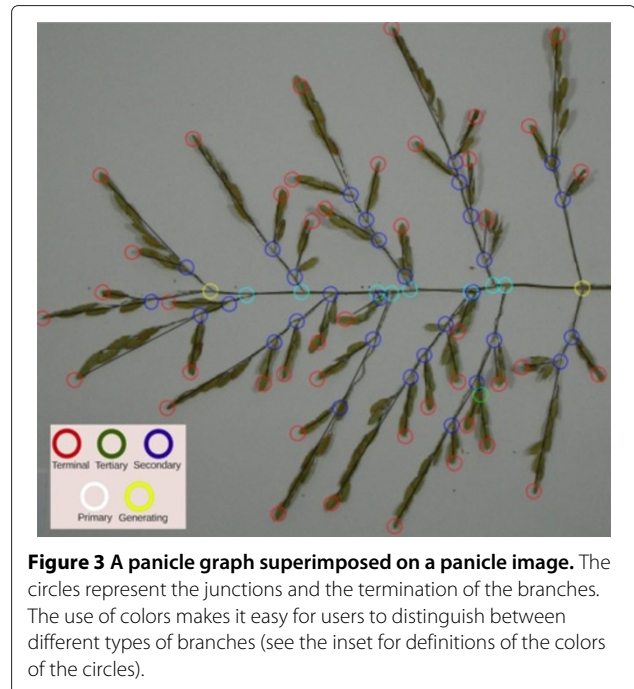 Terminal Tertiary Secondary
Primary Generating
Figure 3 A panicle graph superimposed on a panicle image. The
circles represent the junctions and the termination of the branches.
The use of colors makes it easy for users to distinguish between
different types of branches (see the inset for definitions of the colors
of the circles).